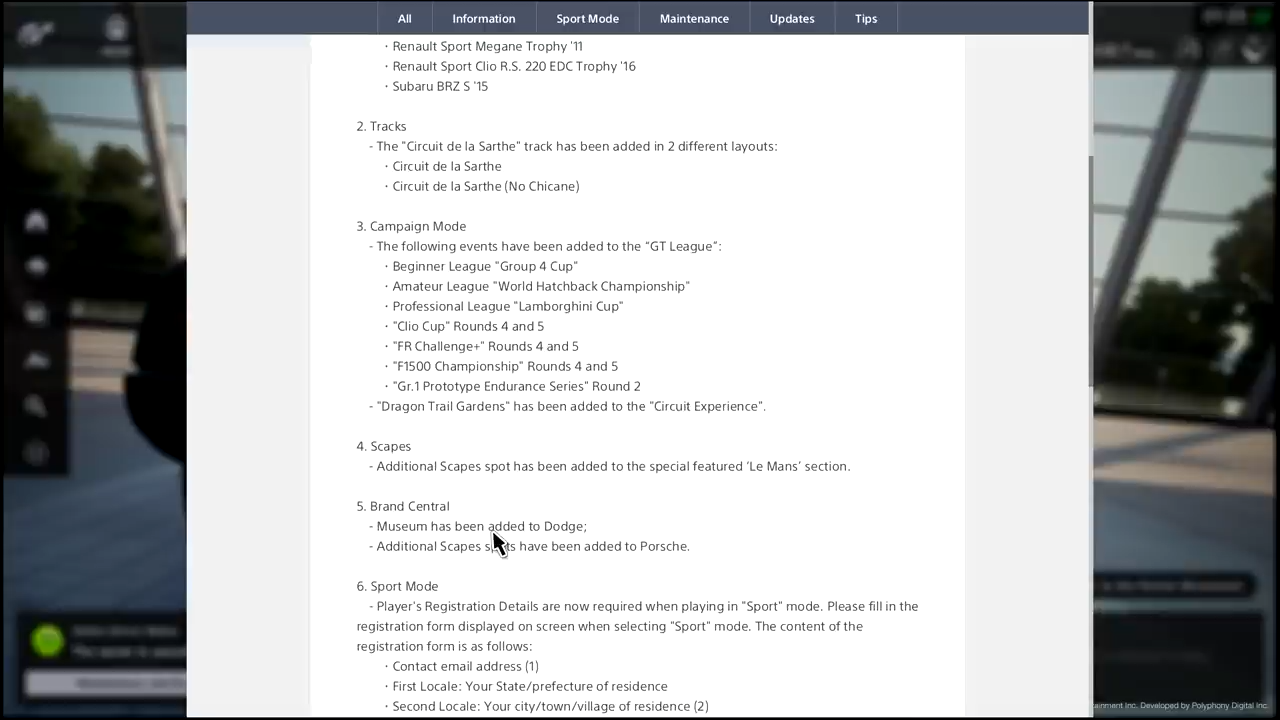 All
Information
Sport Mode
Maintenance
Updates
Tips
· Renault Sport Megane Trophy '11
· Renault Sport Clio R.S. 220 EDC Trophy '16
· Subaru BRZ S '15
2. Tracks
- The "Circuit de la Sarthe" track has been added in 2 different layouts:
· Circuit de la Sarthe
· Circuit de la Sarthe (No Chicane)
3. Campaign Mode
- The following events have been added to the “GT League”:
· Beginner League "Group 4 Cup"
· Amateur League "World Hatchback Championship"
· Professional League "Lamborghini Cup"
· "Clio Cup" Rounds 4 and 5
· "FR Challenge+" Rounds 4 and 5
· "F1500 Championship" Rounds 4 and 5
· "Gr.1 Prototype Endurance Series" Round 2
- "Dragon Trail Gardens" has been added to the "Circuit Experience".
4. Scapes
- Additional Scapes spot has been added to the special featured ‘Le Mans’ section.
5. Brand Central
- Museum has been added to Dodge;
- Additional Scapes spots have been added to Porsche.
6. Sport Mode
- Player's Registration Details are now required when playing in "Sport" mode. Please fill in the
registration form displayed on screen when selecting "Sport" mode. The content of the
registration form is as follows:
· Contact email address (1)
· First Locale: Your State/prefecture of residence
· Second Locale: Your city/town/village of residence (2)
tainment Inc. Developed by Polyphony Digital Inc.